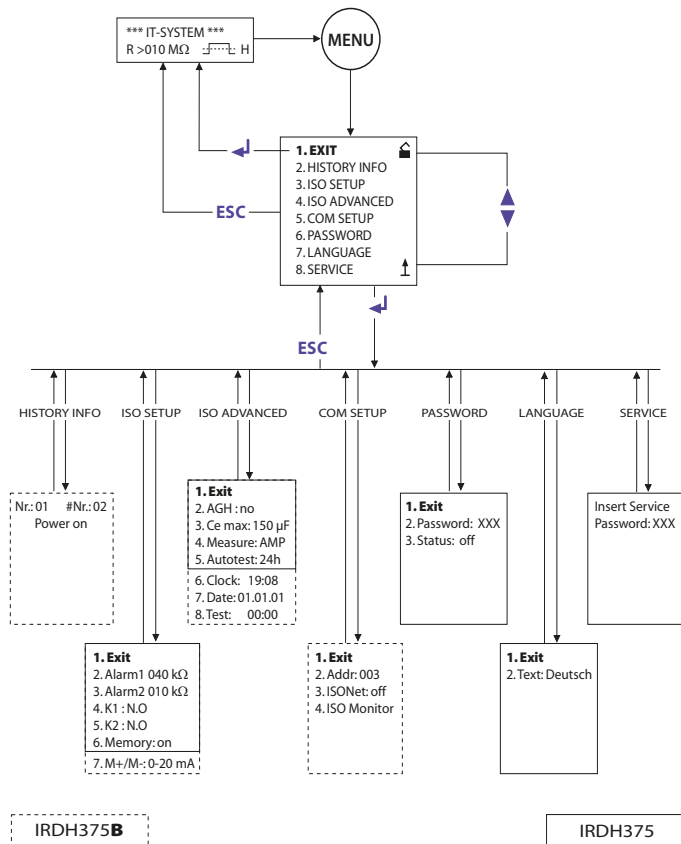 *** IT-SYSTEM ***
R >010 MΩ H
MENU
1. EXIT
2. HISTORY INFO
3. ISO SETUP
4. ISO ADVANCED
5. COM SETUP
6. PASSWORD
7. LANGUAGE
8. SERVICE
ESC
ESC
HISTORY INFO
ISO SETUP
ISO ADVANCED
COM SETUP
PASSWORD
LANGUAGE
SERVICE
Nr.: 01 #Nr.: 02
Power on
1. Exit
2. AGH : no
3. Ce max: 150 µF
4. Measure: AMP
5. Autotest: 24h
6. Clock: 19:08
7. Date: 01.01.01
8. Test: 00:00
1. Exit
2. Password: XXX
3. Status: off
Insert Service
Password: XXX
1. Exit
2. Alarm1 040 kΩ
3. Alarm2 010 kΩ
4. K1 : N.O
5. K2 : N.O
6. Memory: on
7. M+/M-: 0-20 mA
1. Exit
2. Addr: 003
3. ISONet: off
4. ISO Monitor
1. Exit
2. Text: Deutsch
IRDH375B
IRDH375